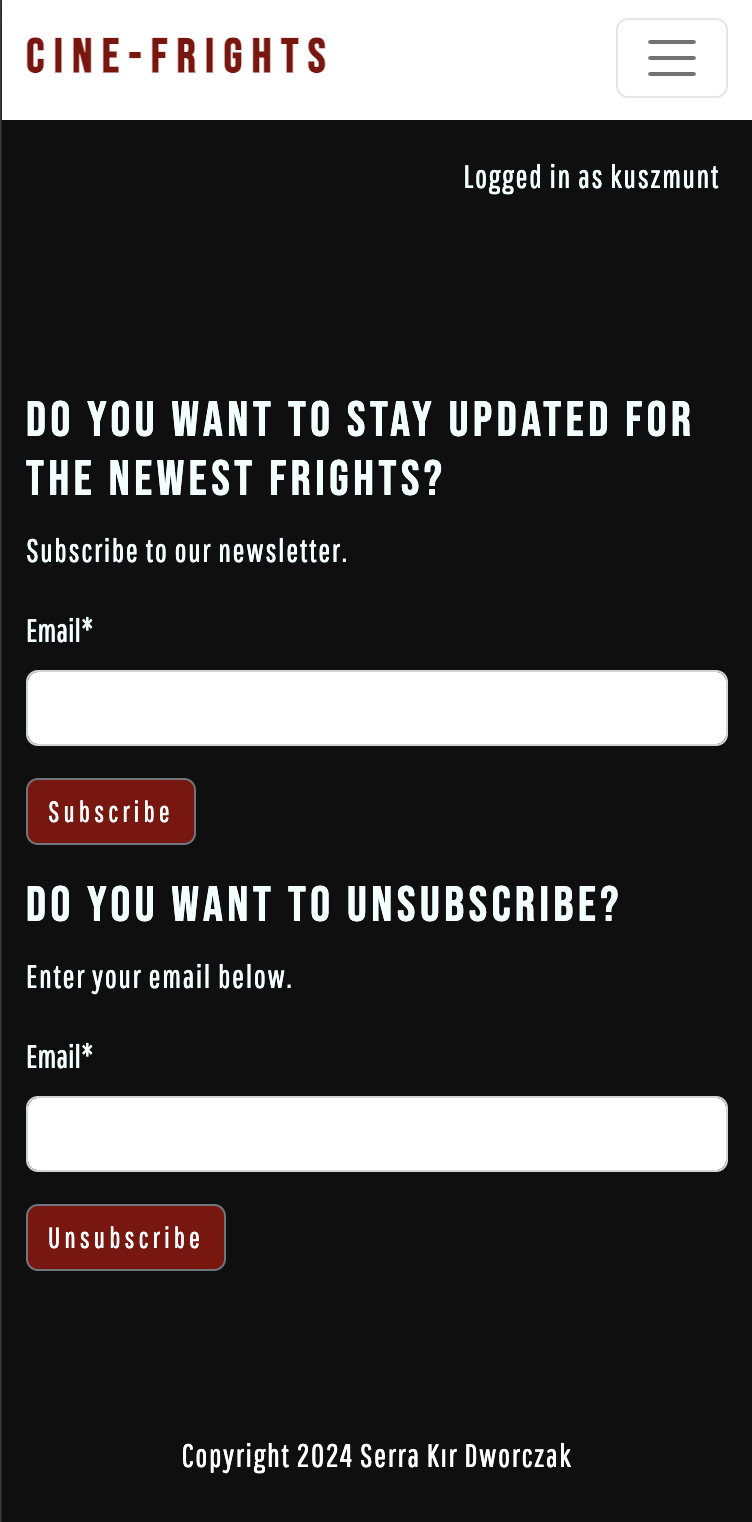 CINE-FRIGHTS
Logged in as kuszmunt
DO YOU WANT TO STAY UPDATED FOR
THE NEWEST FRIGHTS?
Subscribe to our newsletter.
Email*
Subscribe
DO YOU WANT TO UNSUBSCRIBE?
Enter your email below.
Email*
Unsubscribe
Copyright 2024 Serra Kır Dworczak